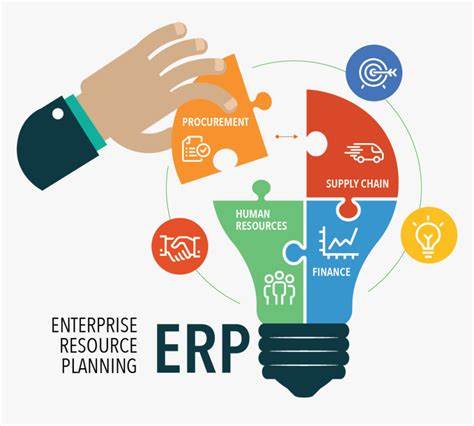 PROCUREMENT
SUPPLY CHAIN
HUMAN
RESOURCES
FINANCE
ENTERPRISE
RESOURCE
PLANNING
ERP